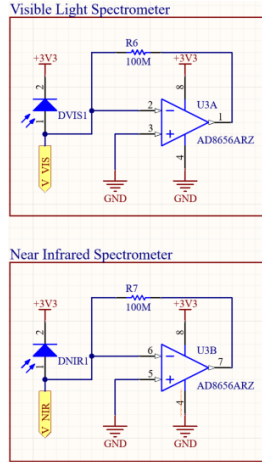 Visible Light Spectrometer
+3V3
R6
100M
+3V3
2
8
2
3
1
U3A
DVIS1
1
4
AD8656ARZ
V_VIS
GND
GND
Near Infrared Spectrometer
+3V3
R7
100M
+3V3
2
8
6
5
7
U3B
DNIR1
1
4
AD8656ARZ
V_NIR
GND
GND